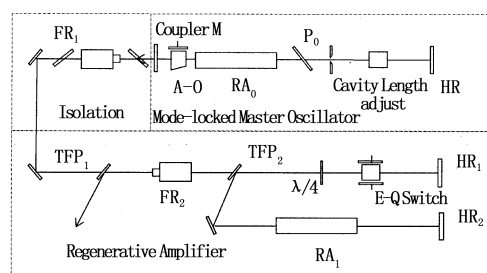 FR1
Coupler M
P0
A-O
RA0
Cavity Length
adjust
HR
Isolation
Mode-locked Master Oscillator
TFP1
TFP2
HR1
FR2
λ/4
E-Q Switch
HR2
Regenerative Amplifier
RA1